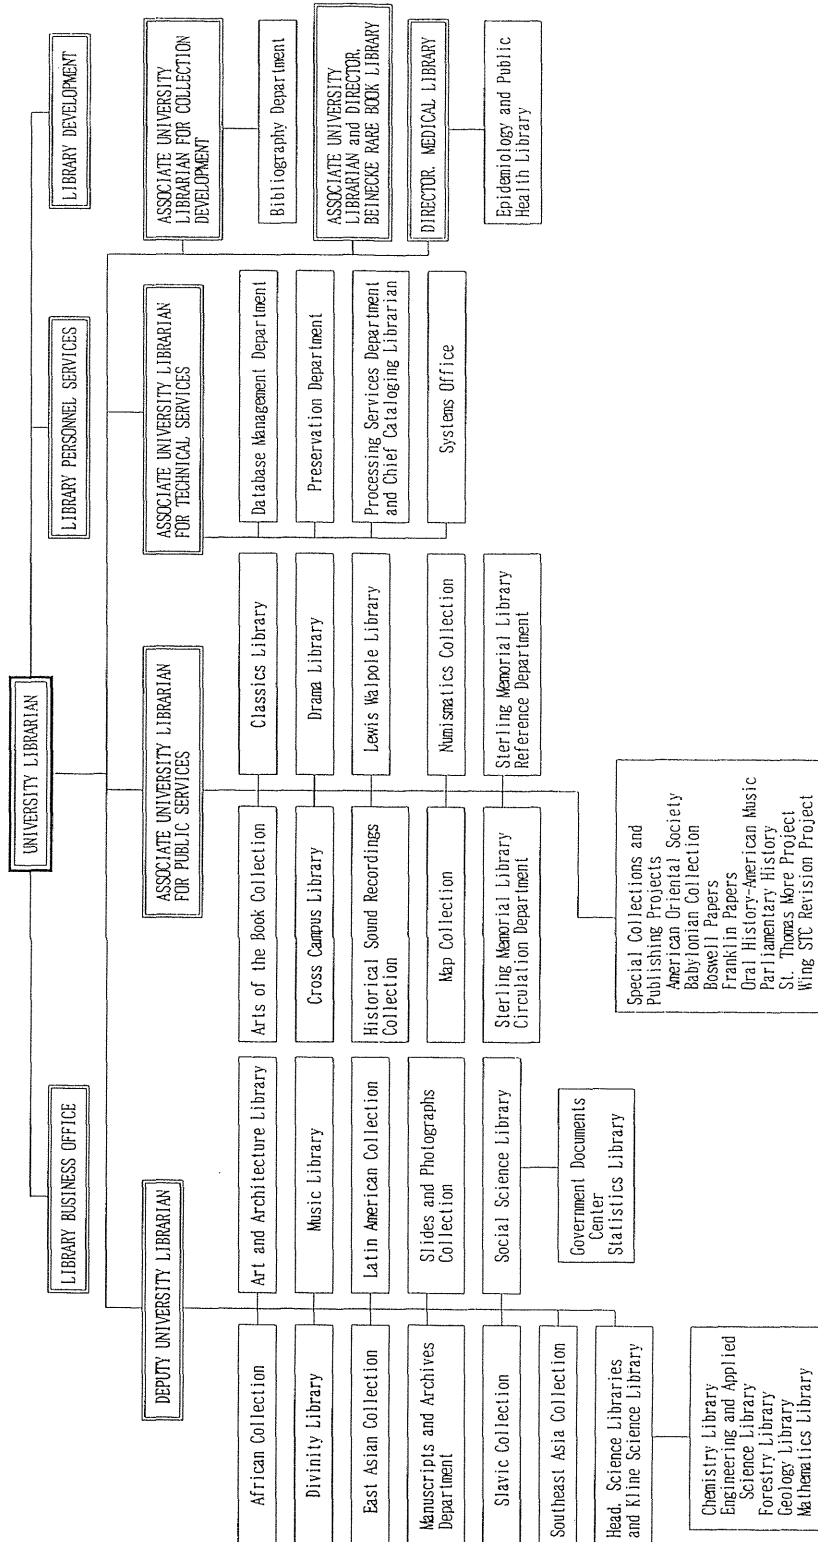 UNIVERSITY LIBRARIAN
LIBRARY BUSINESS OFFICE
LIBRARY PERSONNEL SERVICES
LIBRARY DEVELOPMENT
DEPUTY UNIVERSITY LIBRARIAN
African Collection
Art and Architecture Library
Divinity Library
Music Library
East Asian Collection
Latin American Collection
Manuscripts and Archives
Department
Slides and Photographs
Collection
Slavic Collection
Social Science Library
Southeast Asia Collection
Government Documents
Center
Statistics Library
Head, Science Libraries
and Kline Science Library
Chemistry Library
Engineering and Applied
Science Library
Forestry Library
Geology Library
Mathematics Library
ASSOCIATE UNIVERSITY LIBRARIAN
FOR PUBLIC SERVICES
Arts of the Book Collection
Classics Library
Cross Campus Library
Drama Library
Historical Sound Recordings
Collection
Lewis Walpole Library
Map Collection
Numismatics Collection
Sterling Memorial Library
Circulation Department
Sterling Memorial Library
Reference Department
Special Collections and
Publishing Projects
American Oriental Society
Babylonian Collection
Boswell Papers
Franklin Papers
Oral History-American Music
Parliamentary History
St. Thomas More Project
Wing STC Revision Project
ASSOCIATE UNIVERSITY LIBRARIAN
FOR TECHNICAL SERVICES
Database Management Department
Preservation Department
Processing Services Department
and Chief Cataloging Librarian
Systems Office
ASSOCIATE UNIVERSITY
LIBRARIAN FOR COLLECTION
DEVELOPMENT
Bibliography Department
ASSOCIATE UNIVERSITY
LIBRARIAN and DIRECTOR,
BEINECKE RARE BOOK LIBRARY
DIRECTOR, MEDICAL LIBRARY
Epidemiology and Public
Health Library